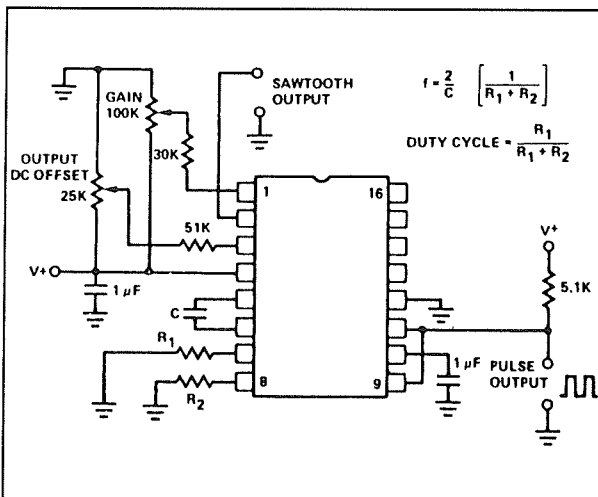 GAIN
100K
30K
SAWTOOTH
OUTPUT
f = 2/C [1/(R1 + R2)]
DUTY CYCLE = R1/(R1 + R2)
OUTPUT
DC OFFSET
25K
51K
V+
1 μF
C
R1
R2
1
16
8
9
V+
5.1K
1 μF
PULSE
OUTPUT